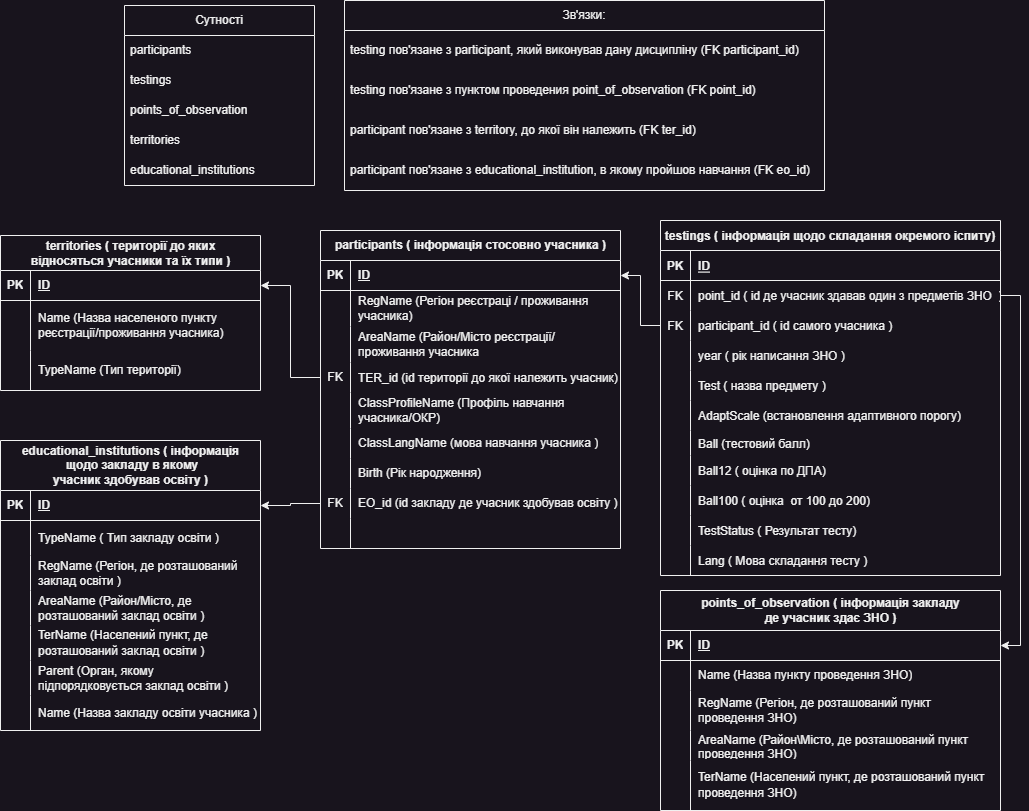 Сутності
participants
testings
points_of_observation
territories
educational_institutions
Зв'язки:
testing пов'язане з participant, який виконував дану дисципліну (FK participant_id)
testing пов'язане з пунктом проведення point_of_observation (FK point_id)
participant пов'язане з territory, до якої він належить (FK ter_id)
participant пов'язане з educational_institution, в якому пройшов навчання (FK eo_id)
territories ( території до яких
відносяться учасники та їх типи )
PK ID
Name (Назва населеного пункту
реєстрації/проживання учасника)
TypeName (Тип території)
educational_institutions ( інформація
щодо закладу в якому
учасник здобував освіту )
PK ID
TypeName ( Тип закладу освіти )
RegName (Регіон, де розташований
заклад освіти )
AreaName (Район/Місто, де
розташований заклад освіти )
TerName (Населений пункт, де
розташований заклад освіти )
Parent (Орган, якому
підпорядковується заклад освіти )
Name (Назва закладу освіти учасника )
participants ( інформація стосовно учасника )
PK ID
RegName (Регіон реєстраці / проживання
учасника)
AreaName (Район/Місто реєстрації/
проживання учасника
FK TER_id (id території до якої належить учасник)
ClassProfileName (Профіль навчання
учасника/ОКР)
ClassLangName (мова навчання учасника )
Birth (Рік народження)
FK EO_id (id закладу де учасник здобував освіту )
testings ( інформація щодо складання окремого іспиту)
PK ID
FK point_id ( id де учасник здавав один з предметів ЗНО
FK participant_id ( id самого учасника )
year ( рік написання ЗНО )
Test ( назва предмету )
AdaptScale (встановлення адаптивного порогу)
Ball (тестовий балл)
Ball12 ( оцінка по ДПА)
Ball100 ( оцінка от 100 до 200)
TestStatus ( Результат тесту)
Lang ( Мова складання тесту )
points_of_observation ( інформація закладу
де учасник здає ЗНО )
PK ID
Name (Назва пункту проведення ЗНО)
RegName (Регіон, де розташований пункт
проведення ЗНО)
AreaName (Район\Місто, де розташований пункт
проведення ЗНО)
TerName (Населений пункт, де розташований пункт
проведення ЗНО)